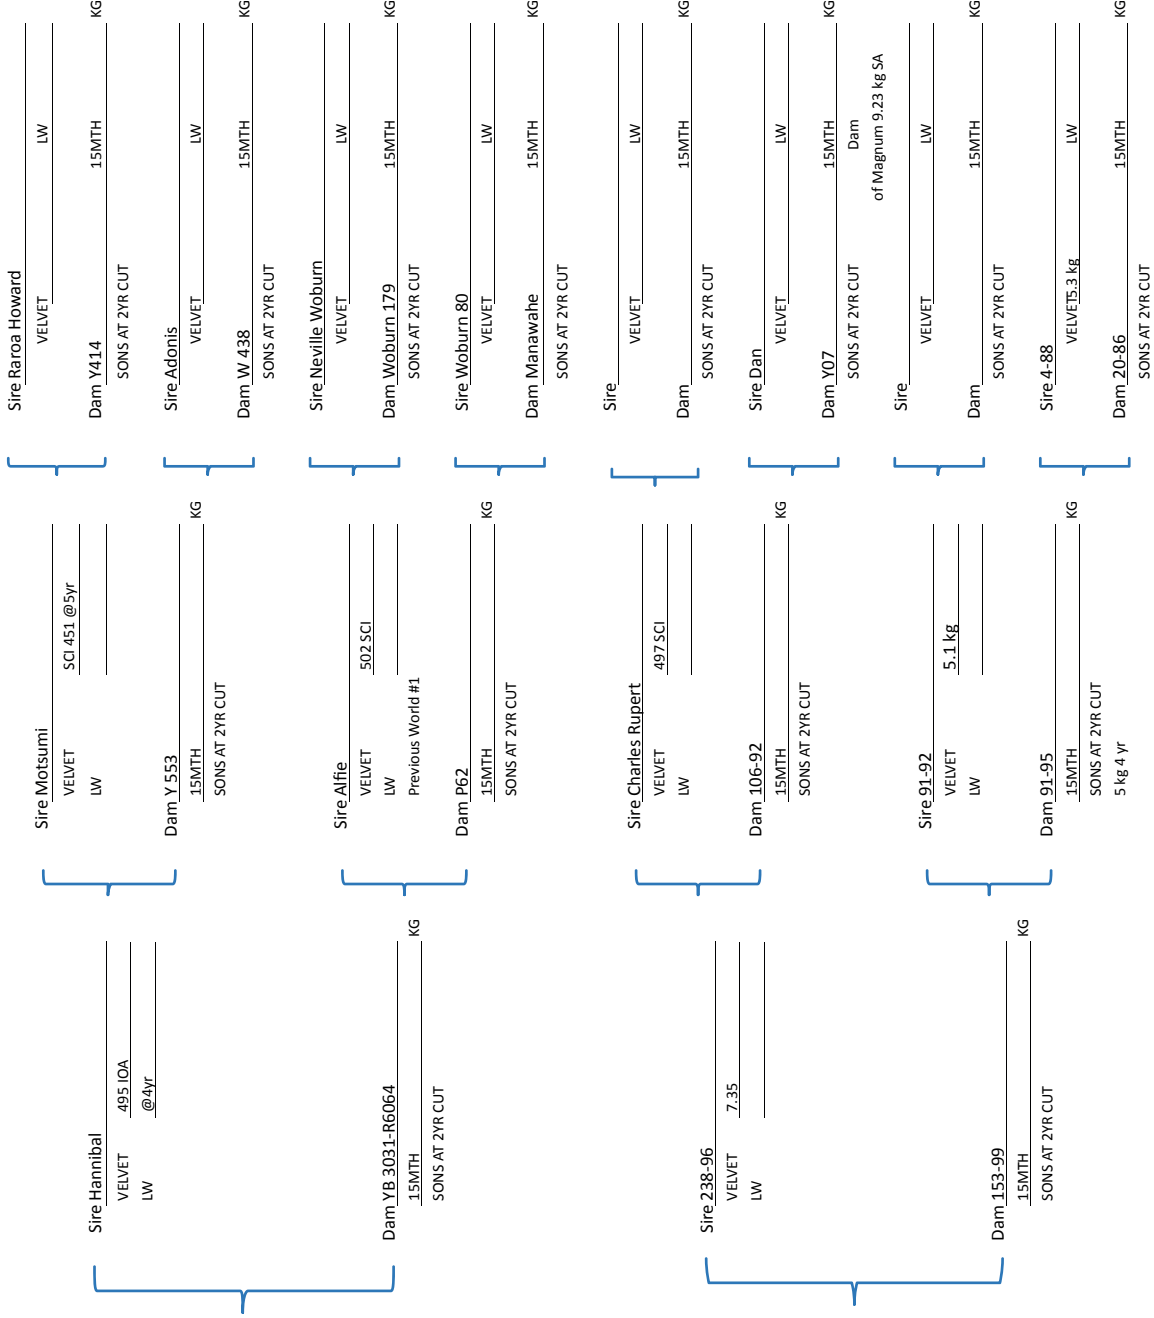 Sire Hannibal
VELVET 495 IOA
LW @4yr
Dam YB 3031-R6064
15MTH KG
SONS AT 2YR CUT
Sire 238-96
VELVET 7.35
LW
Dam 153-99
15MTH KG
SONS AT 2YR CUT
Sire Motsumi
VELVET SCI 451 @5yr
LW
Dam Y 553
15MTH KG
SONS AT 2YR CUT
Sire Alfie
VELVET 502 SCI
LW
Previous World #1
Dam P62
15MTH KG
SONS AT 2YR CUT
Sire Charles Rupert
VELVET 497 SCI
LW
Dam 106-92
15MTH KG
SONS AT 2YR CUT
Sire 91-92
VELVET 5.1 kg
LW
Dam 91-95
15MTH KG
SONS AT 2YR CUT
5 kg 4 yr
Sire Raroa Howard
VELVET LW
Dam Y414 15MTH KG
SONS AT 2YR CUT
Sire Adonis
VELVET LW
Dam W 438 15MTH KG
SONS AT 2YR CUT
Sire Neville Woburn
VELVET LW
Dam Woburn 179 15MTH KG
SONS AT 2YR CUT
Sire Woburn 80
VELVET LW
Dam Manawahe 15MTH KG
SONS AT 2YR CUT
Sire
VELVET LW
Dam 15MTH KG
SONS AT 2YR CUT
Sire Dan
VELVET LW
Dam Y07 15MTH KG
SONS AT 2YR CUT Dam
of Magnum 9.23 kg SA
Sire
VELVET LW
Dam 15MTH KG
SONS AT 2YR CUT
Sire 4-88
VELVET 5.3 kg LW
Dam 20-86 15MTH KG
SONS AT 2YR CUT